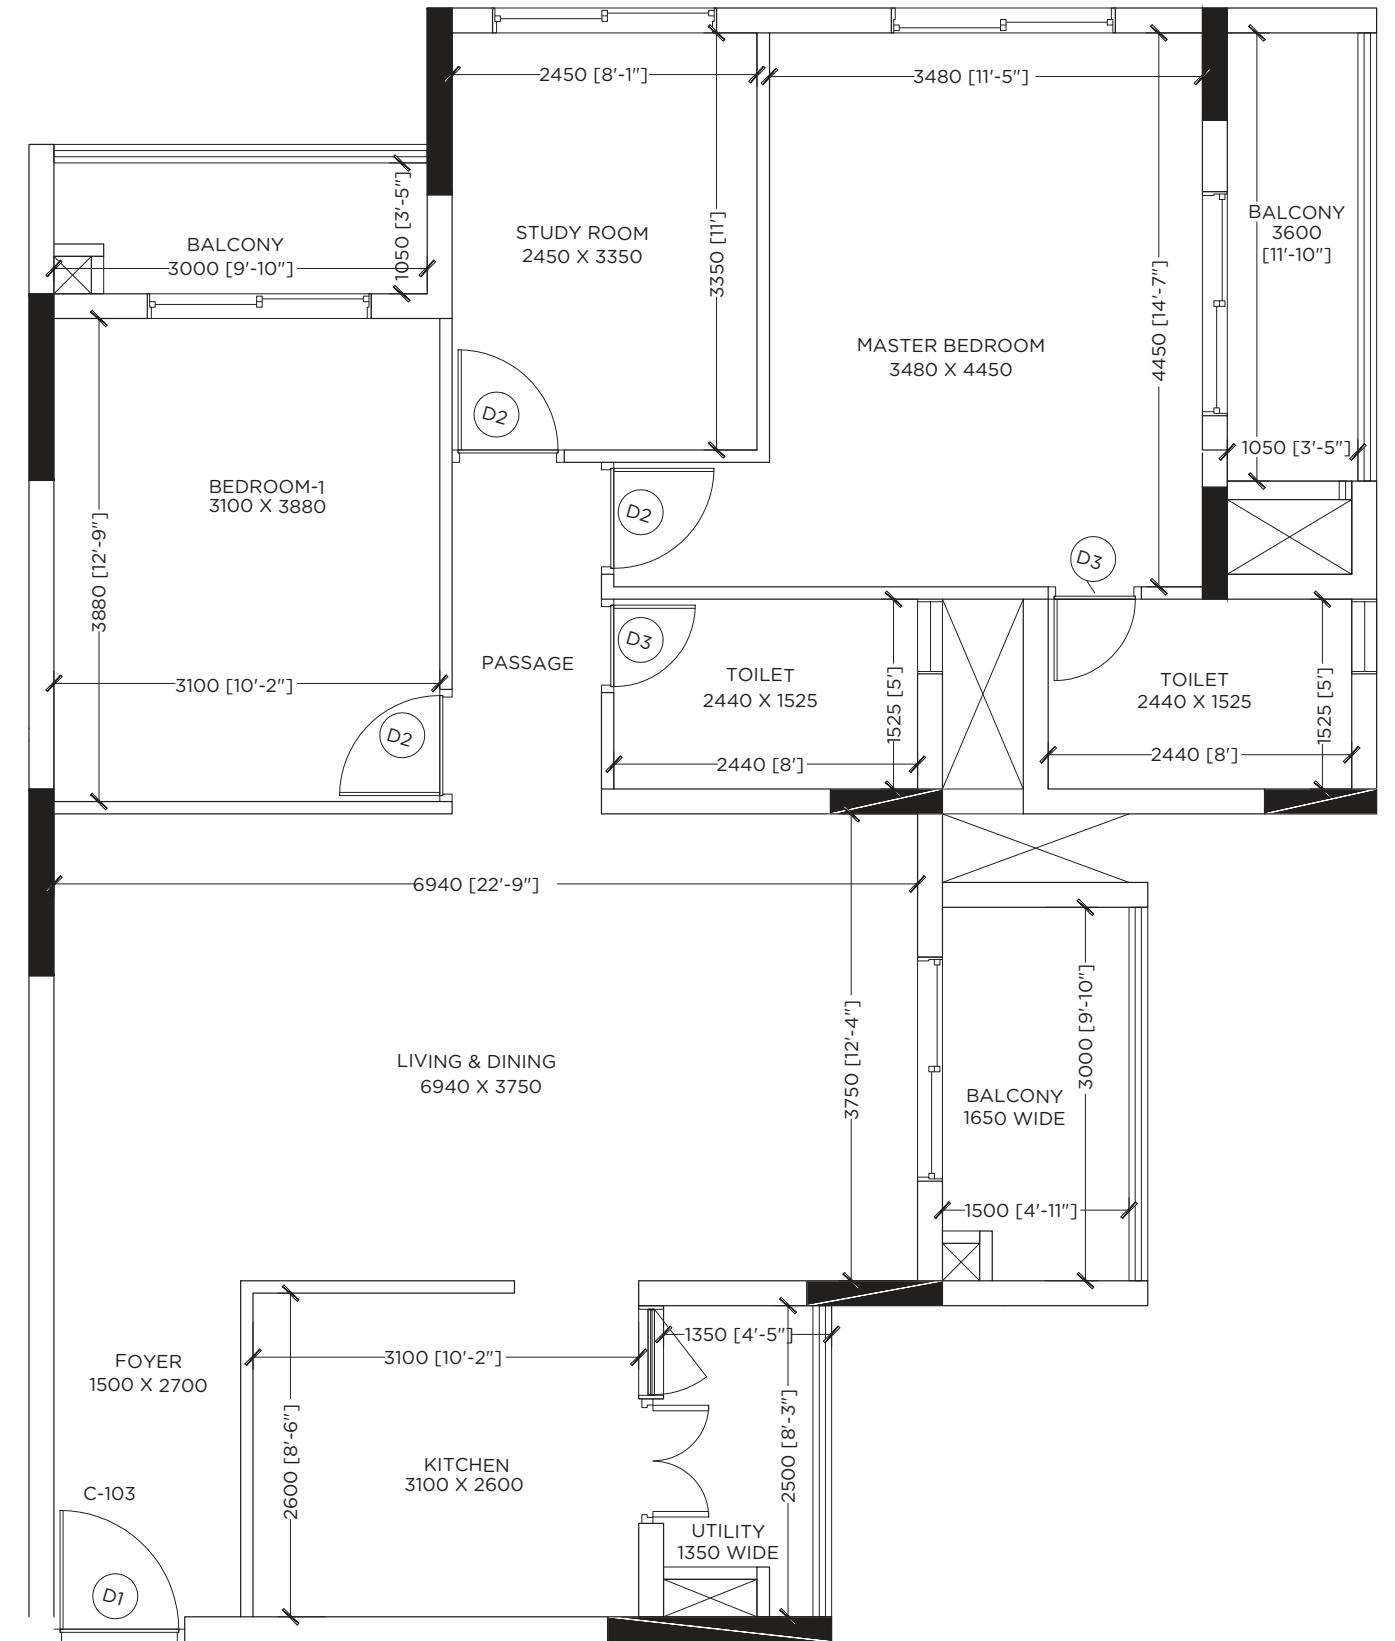 2450 [8'-1"]
3480 [11'-5"]
1050 [3'-5"]
BALCONY
3000 [9'-10"]
STUDY ROOM
2450 X 3350
3350 [11']
4450 [14'-7"]
BALCONY
3600
[11'-10"]
MASTER BEDROOM
3480 X 4450
D2
1050 [3'-5"]
BEDROOM-1
3100 X 3880
D2
3880 [12'-9"]
D3
D3
PASSAGE
3100 [10'-2"]
D2
TOILET
2440 X 1525
1525 [5']
2440 [8']
TOILET
2440 X 1525
1525 [5']
2440 [8']
6940 [22'-9"]
LIVING & DINING
6940 X 3750
3750 [12'-4"]
3000 [9'-10"]
BALCONY
1650 WIDE
1500 [4'-11"]
1350 [4'-5"]
FOYER
1500 X 2700
3100 [10'-2"]
2600 [8'-6"]
KITCHEN
3100 X 2600
2500 [8'-3"]
C-103
UTILITY
1350 WIDE
D1